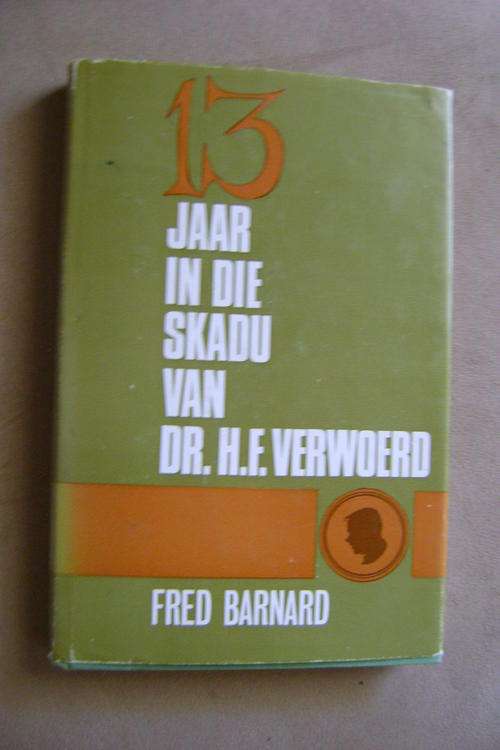 13
JAAR
IN DIE
SKADU
VAN
DR. H.F. VERWOERD
FRED BARNARD